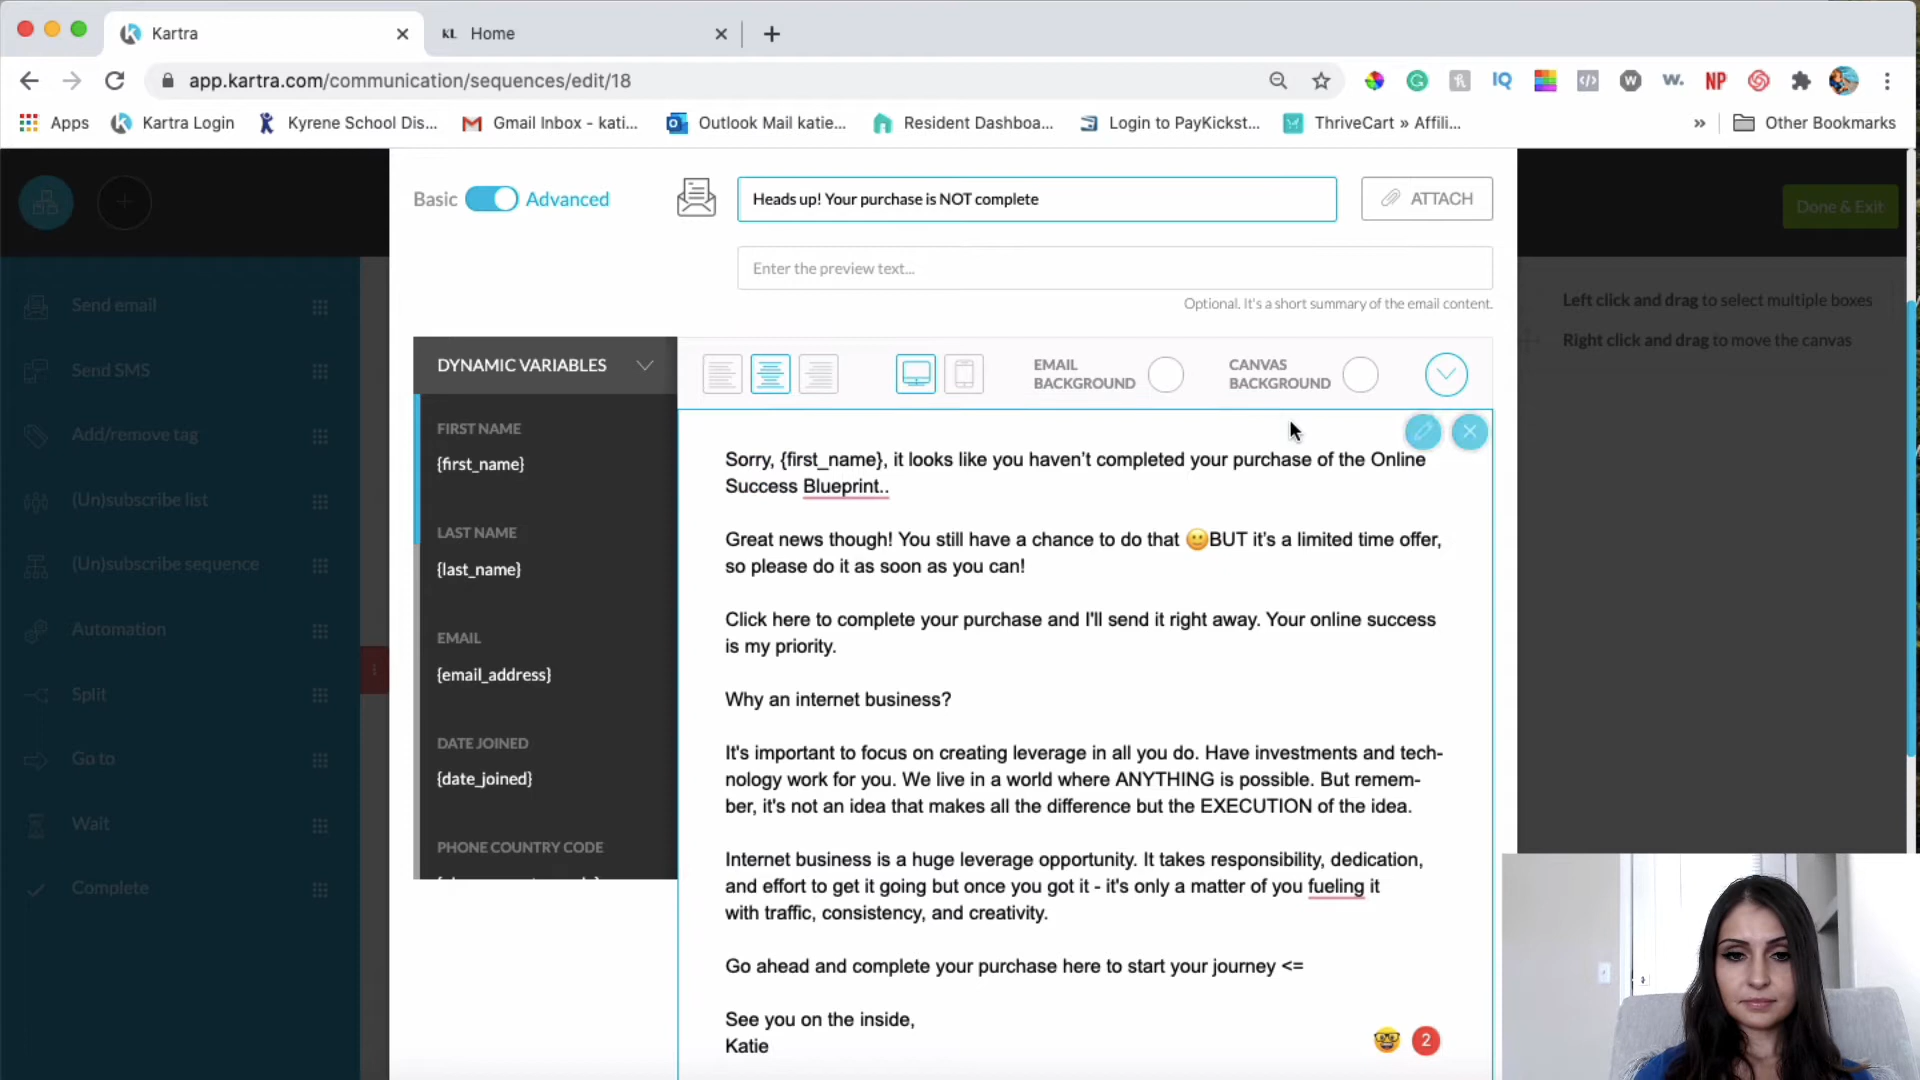 Kartra
KL Home
app.kartra.com/communication/sequences/edit/18
IQ
W
w.
NP
Apps
Kartra Login
Kyrene School Dis...
Gmail Inbox - kati...
Outlook Mail katie...
Resident Dashboa...
Login to PayKickst...
ThriveCart » Affili...
»
Other Bookmarks
Basic
Advanced
Heads up! Your purchase is NOT complete
ATTACH
Done & Exit
Enter the preview text...
Optional. It's a short summary of the email content.
Send email
Send SMS
Add/remove tag
(Un)subscribe list
(Un)subscribe sequence
Automation
Split
Go to
Wait
Complete
DYNAMIC VARIABLES
FIRST NAME
{first_name}
LAST NAME
{last_name}
EMAIL
{email_address}
DATE JOINED
{date_joined}
PHONE COUNTRY CODE
EMAIL
BACKGROUND
CANVAS
BACKGROUND
Left click and drag to select multiple boxes
Right click and drag to move the canvas
Sorry, {first_name}, it looks like you haven't completed your purchase of the Online
Success Blueprint..
Great news though! You still have a chance to do that 🙂BUT it's a limited time offer,
so please do it as soon as you can!
Click here to complete your purchase and I'll send it right away. Your online success
is my priority.
Why an internet business?
It's important to focus on creating leverage in all you do. Have investments and tech-
nology work for you. We live in a world where ANYTHING is possible. But remem-
ber, it's not an idea that makes all the difference but the EXECUTION of the idea.
Internet business is a huge leverage opportunity. It takes responsibility, dedication,
and effort to get it going but once you got it - it's only a matter of you fueling it
with traffic, consistency, and creativity.
Go ahead and complete your purchase here to start your journey <=
See you on the inside,
Katie
2